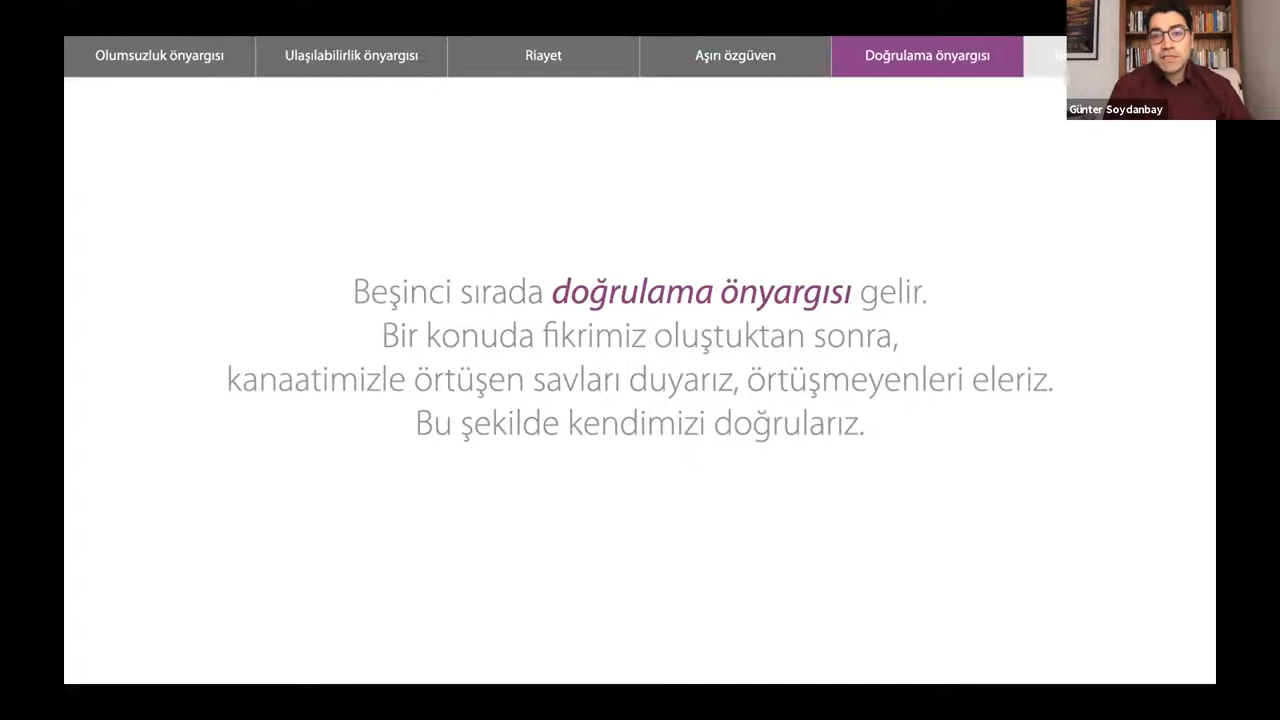 Olumsuzluk önyargısı
Ulaşılabilirlik önyargısı
Riayet
Aşırı özgüven
Doğrulama önyargısı
Günter Soydanbay
Beşinci sırada doğrulama önyargısı gelir.
Bir konuda fikrimiz oluştuktan sonra,
kanaatimizle örtüşen savları duyarız, örtüşmeyenleri eleriz.
Bu şekilde kendimizi doğrularız.